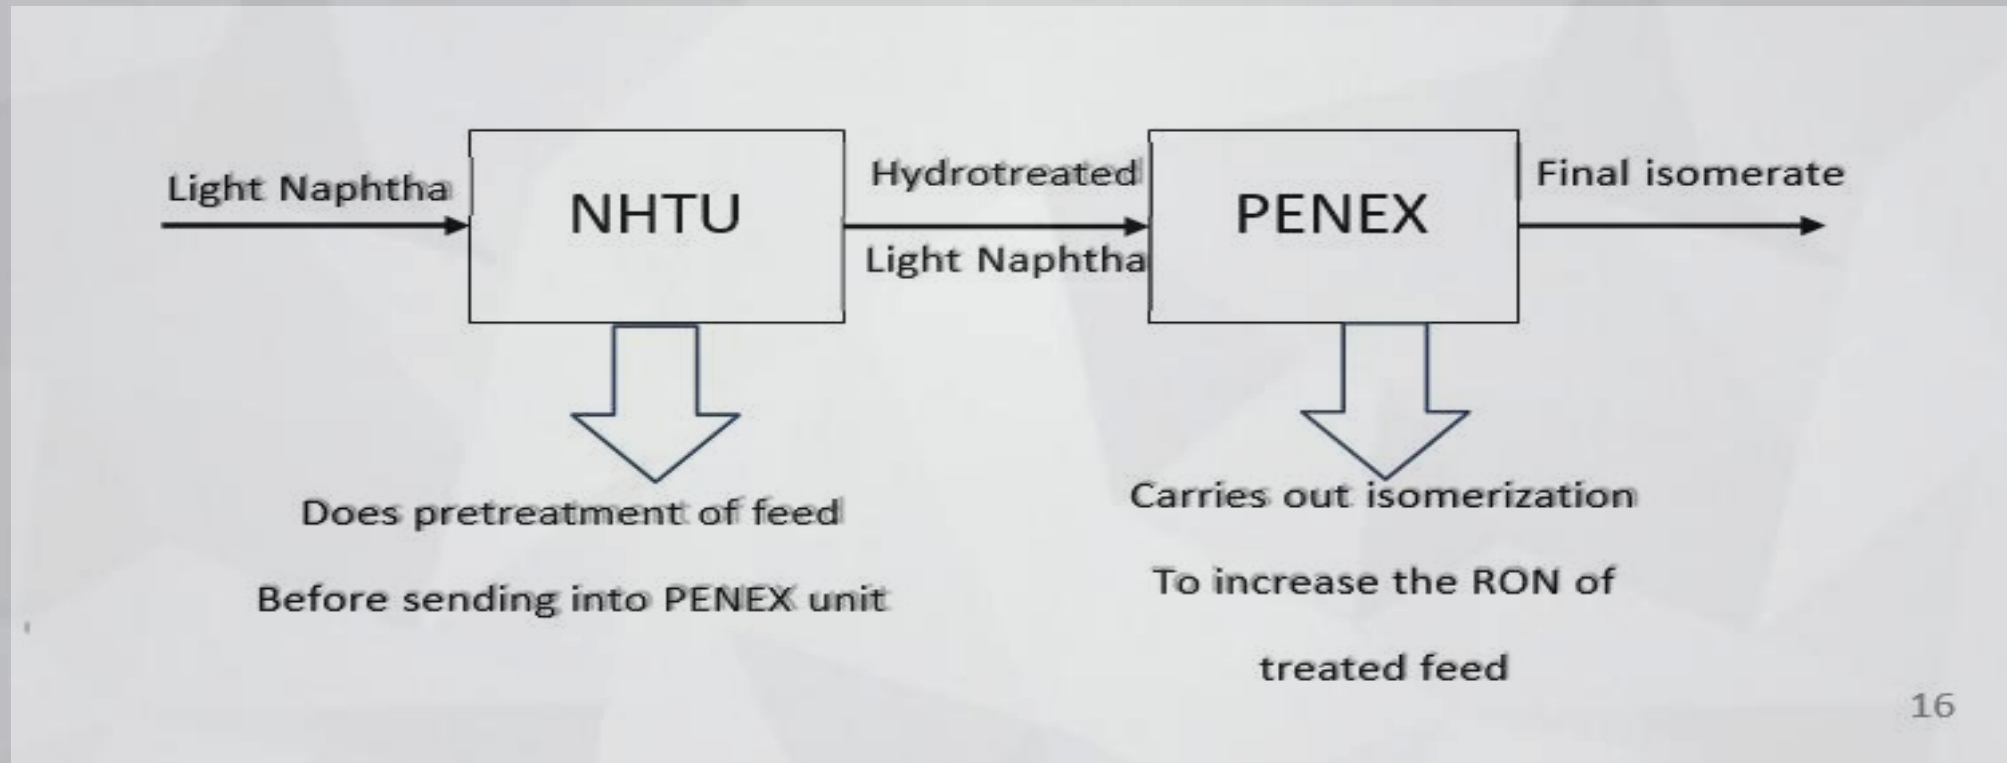 Light Naphtha
NHTU
Hydrotreated
Light Naphtha
PENEX
Final isomerate
Does pretreatment of feed
Before sending into PENEX unit
Carries out isomerization
To increase the RON of
treated feed
16